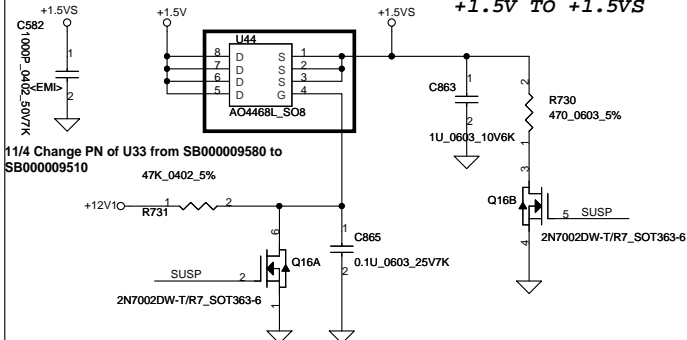 +1.5V TO +1.5VS
+1.5VS
C582
1000P_0402_50V7K
<EMI>
1
2
+1.5V
U44
8 D S 1
7 D S 2
6 D S 3
5 D G 4
AO4468L_SO8
+1.5VS
C863
1
2
1U_0603_10V6K
2
R730
470_0603_5%
1
11/4 Change PN of U33 from SB000009580 to
SB000009510
47K_0402_5%
+12V1
1
2
R731
3
Q16B
5
SUSP
4
2N7002DW-T/R7_SOT363-6
6
Q16A
SUSP
2
1
2N7002DW-T/R7_SOT363-6
1
C865
2
0.1U_0603_25V7K